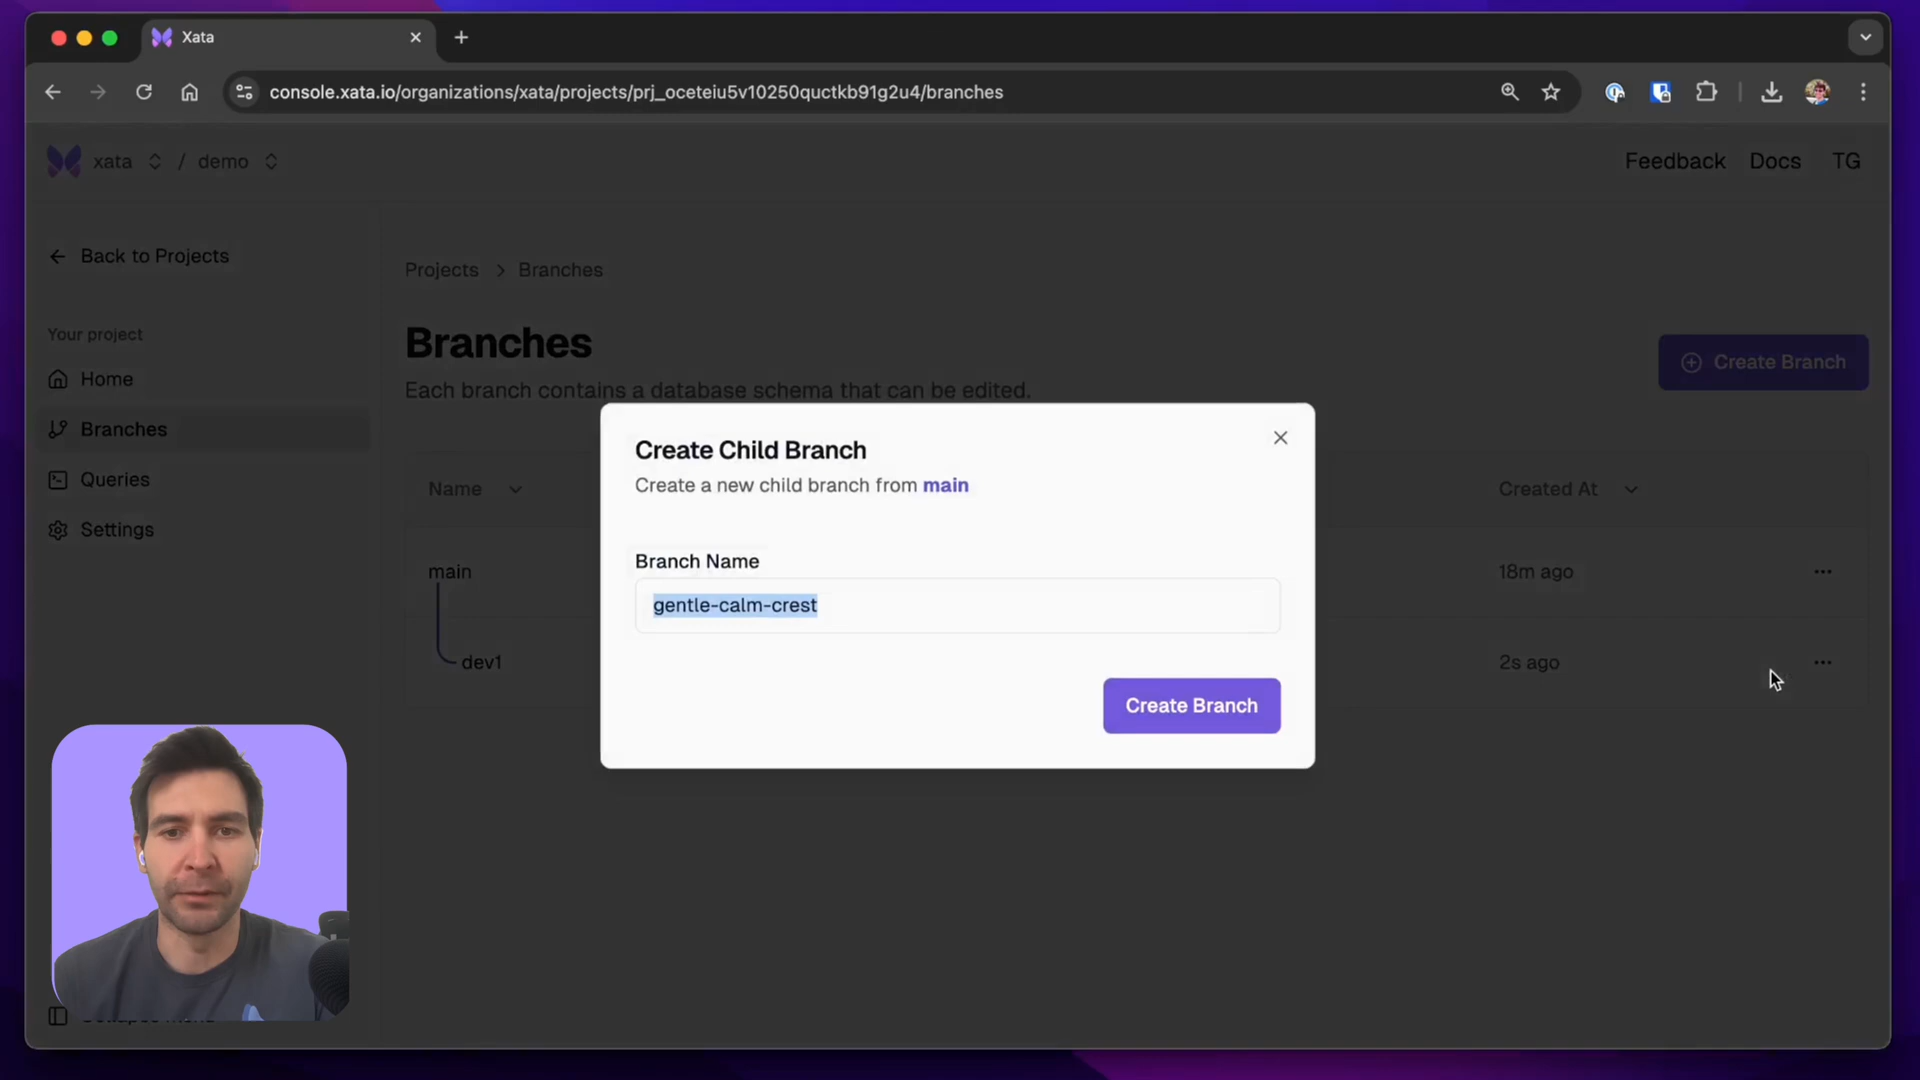 Xata
console.xata.io/organizations/xata/projects/prj_oceteiu5v10250quctkb91g2u4/branches
xata / demo
Feedback Docs TG
Back to Projects
Projects > Branches
Your project
Branches
Create Branch
Each branch contains a database schema that can be edited.
Home
Branches
Queries
Settings
Name
Created At
main
18m ago
dev1
2s ago
Create Child Branch
Create a new child branch from main
Branch Name
gentle-calm-crest
Create Branch